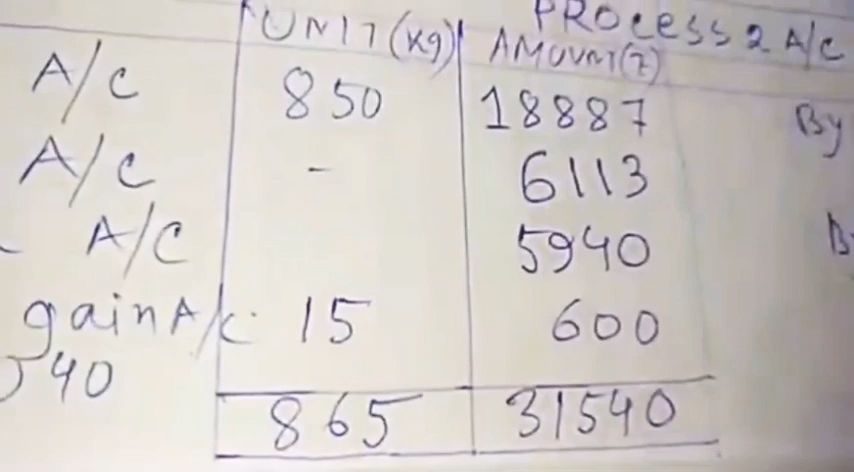 PROCESS 2 A/C
UNIT (Kg) AMOUNT(₹)
A/C 850 18887 By
A/C - 6113
A/C 5940
gain A/c. 15 600
40
865 31540